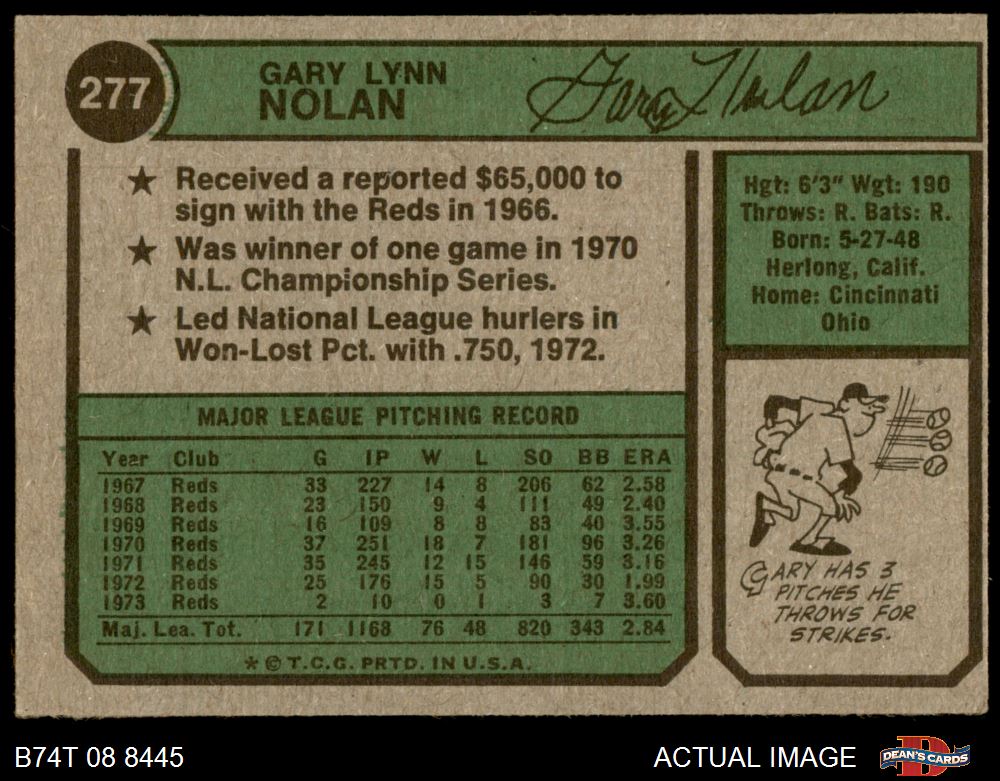 277
GARY LYNN
NOLAN
Gary Nolan
★ Received a reported $65,000 to
sign with the Reds in 1966.
★ Was winner of one game in 1970
N.L. Championship Series.
★ Led National League hurlers in
Won-Lost Pct. with .750, 1972.
Hgt: 6'3" Wgt: 190
Throws: R. Bats: R.
Born: 5-27-48
Herlong, Calif.
Home: Cincinnati
Ohio
MAJOR LEAGUE PITCHING RECORD
Year Club G IP W L SO BB ERA
1967 Reds 33 227 14 8 206 62 2.58
1968 Reds 23 150 9 4 111 49 2.40
1969 Reds 16 109 8 8 83 40 3.55
1970 Reds 37 251 18 7 181 96 3.26
1971 Reds 35 245 12 15 146 59 3.16
1972 Reds 25 176 15 5 90 30 1.99
1973 Reds 2 10 0 1 3 7 3.60
Maj. Lea. Tot. 171 1168 76 48 820 343 2.84
* © T.C.G. PRTD. IN U.S.A.
GARY HAS 3
PITCHES HE
THROWS FOR
STRIKES.
B74T 08 8445
ACTUAL IMAGE
DEAN'S CARDS